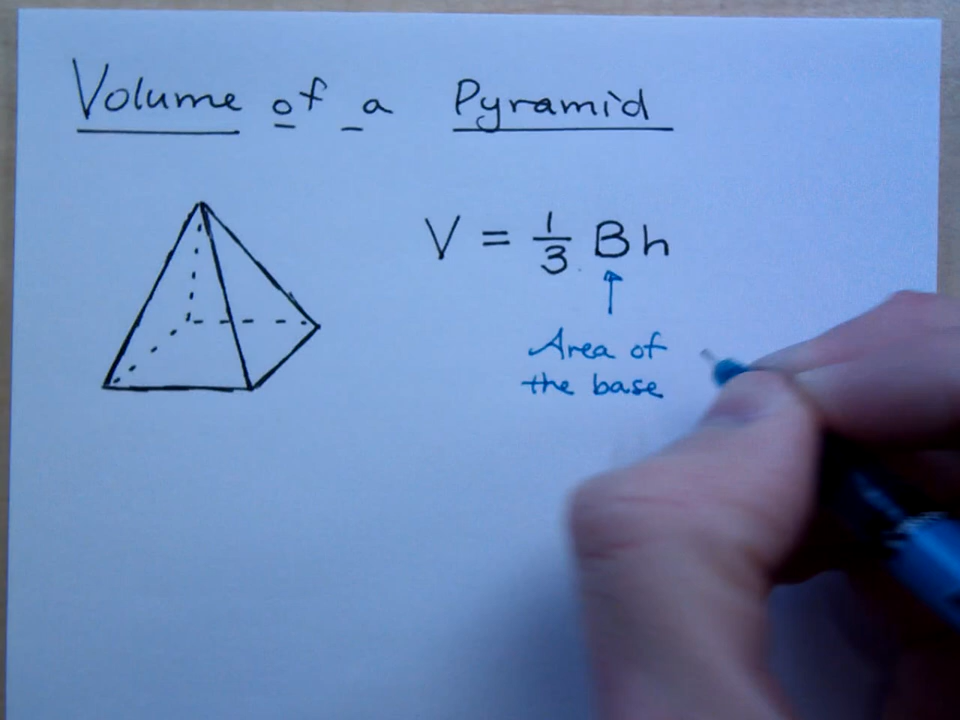 Volume of a Pyramid
V = 1/3 Bh
Area of
the base